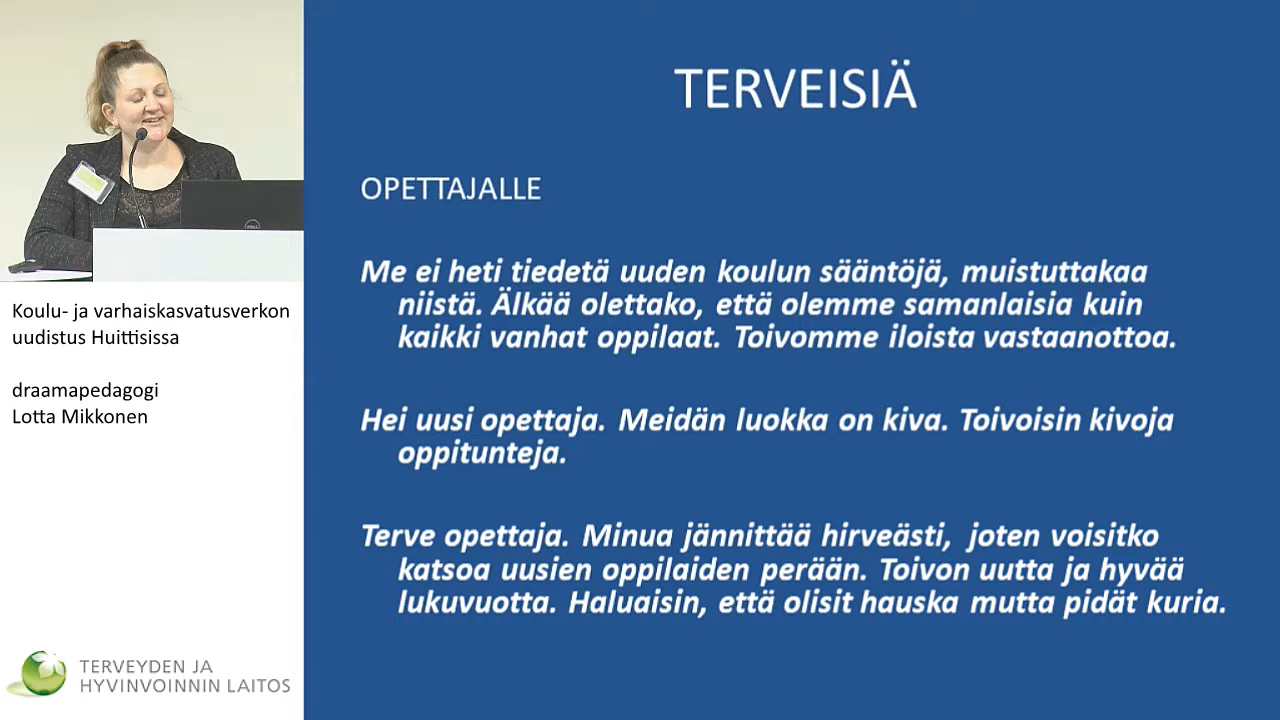 TERVEISIÄ
OPETTAJALLE
Me ei heti tiedetä uuden koulun sääntöjä, muistuttakaa
niistä. Älkää olettako, että olemme samanlaisia kuin
kaikki vanhat oppilaat. Toivomme iloista vastaanottoa.
Hei uusi opettaja. Meidän luokka on kiva. Toivoisin kivoja
oppitunteja.
Terve opettaja. Minua jännittää hirveästi, joten voisitko
katsoa uusien oppilaiden perään. Toivon uutta ja hyvää
lukuvuotta. Haluaisin, että olisit hauska mutta pidät kuria.
Koulu- ja varhaiskasvatusverkon
uudistus Huittisissa
draamapedagogi
Lotta Mikkonen
TERVEYDEN JA
HYVINVOINNIN LAITOS
DELL